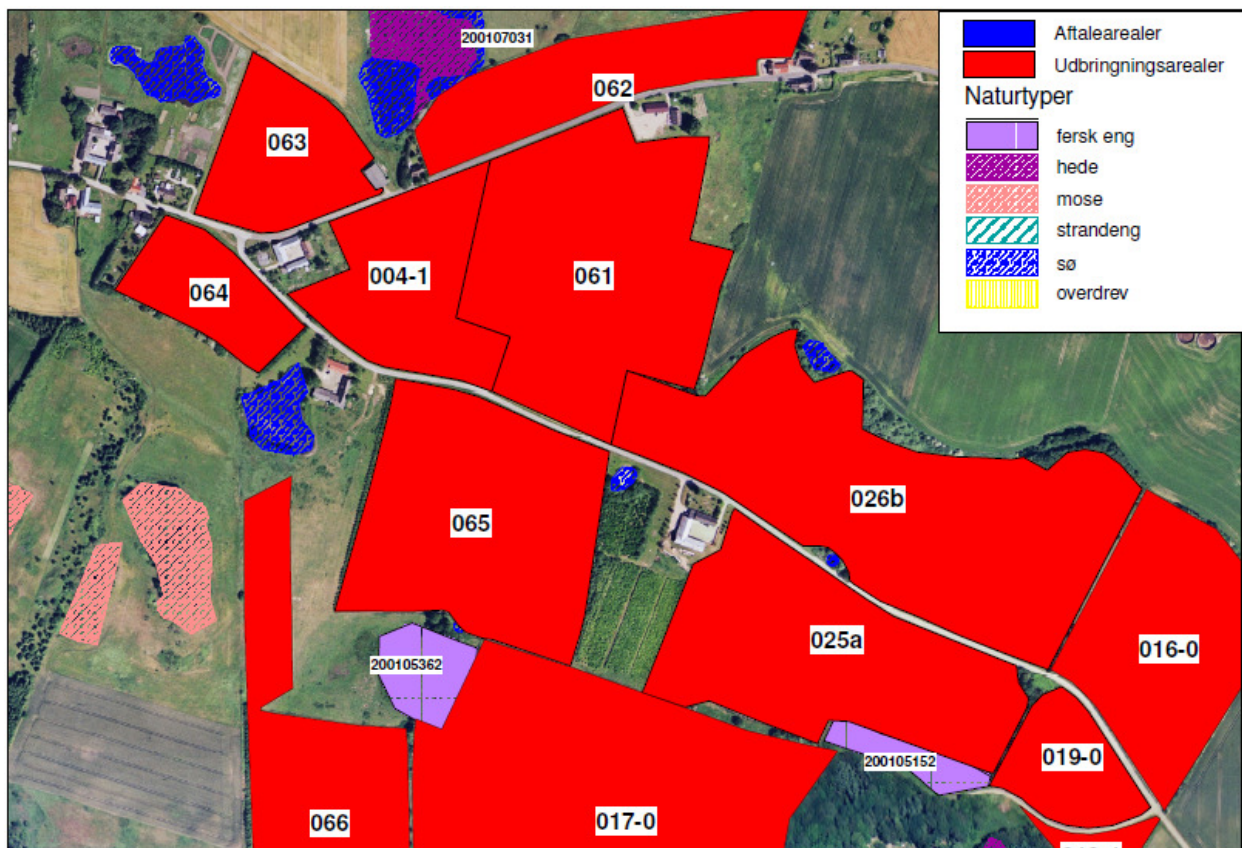 200107031
062
063
064
004-1
061
065
026b
025a
016-0
200105362
200105152
019-0
066
017-0
Aftalearealer
Udbringningsarealer
Naturtyper
fersk eng
hede
mose
strandeng
sø
overdrev